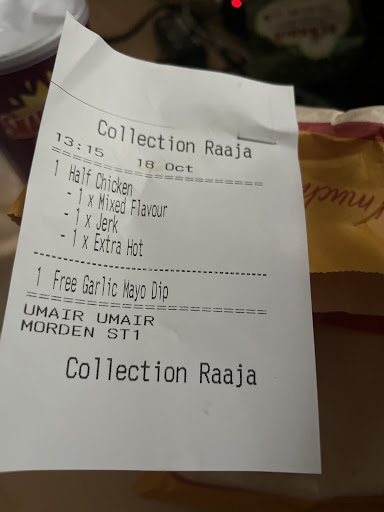 Collection Raaja
13:15 18 Oct
==============================
1 Half Chicken
- 1 x Mixed Flavour
- 1 x Jerk
- 1 x Extra Hot
------------------------------
1 Free Garlic Mayo Dip
==============================
UMAIR UMAIR
MORDEN ST1
Collection Raaja
much